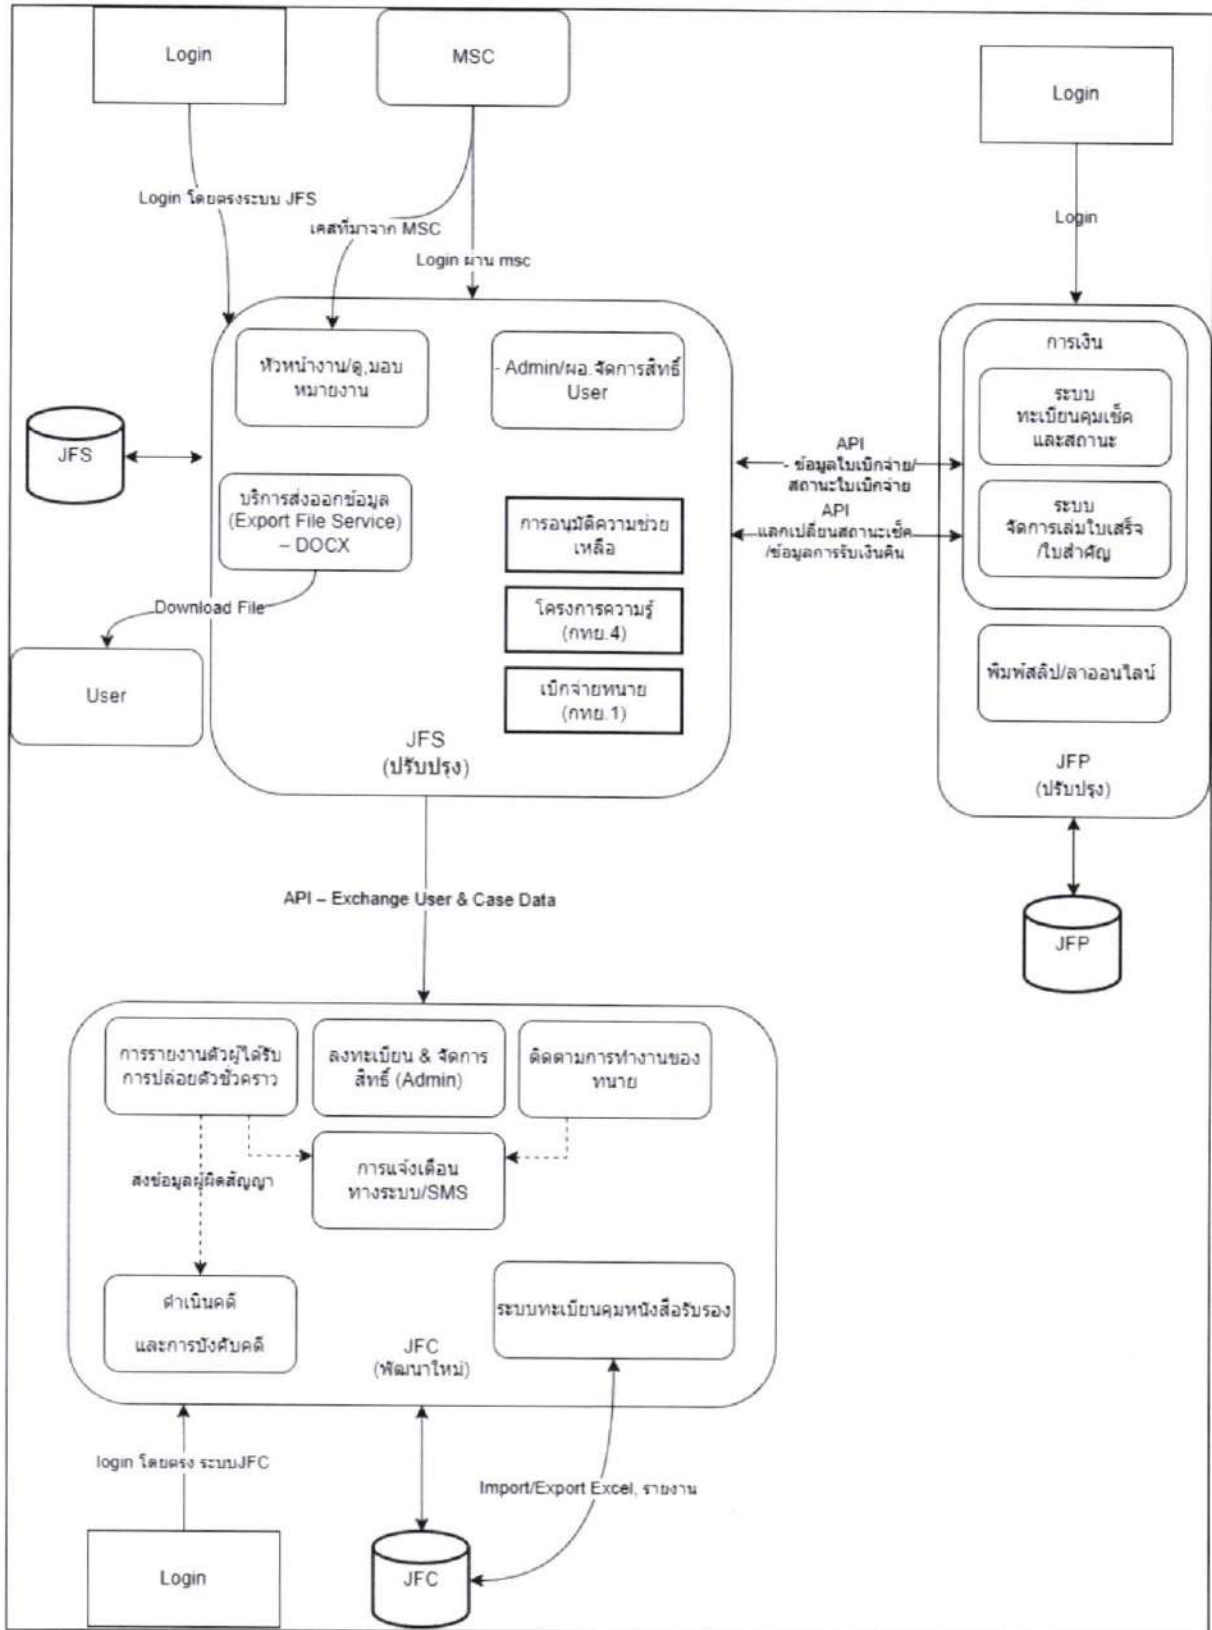 Login
MSC
Login
Login โดยตรงระบบ JFS
เคสที่มาจาก MSC
Login ผ่าน msc
Login
หัวหน้างาน/ดู,มอบ
หมายงาน
- Admin/ผอ.จัดการสิทธิ์
User
การเงิน
ระบบ
ทะเบียนคุมเช็ค
และสถานะ
JFS
API
- ข้อมูลใบเบิกจ่าย/
สถานะใบเบิกจ่าย
บริการส่งออกข้อมูล
(Export File Service)
– DOCX
การอนุมัติความช่วย
เหลือ
API
แลกเปลี่ยนสถานะเช็ค
/ข้อมูลการรับเงินคืน
ระบบ
จัดการเล่มใบเสร็จ
/ใบสำคัญ
Download File
โครงการความรู้
(กทย.4)
User
เบิกจ่ายทนาย
(กทย.1)
พิมพ์สลิป/ลาออนไลน์
JFS
(ปรับปรุง)
JFP
(ปรับปรุง)
API – Exchange User & Case Data
JFP
การรายงานตัวผู้ได้รับ
การปล่อยตัวชั่วคราว
ลงทะเบียน & จัดการ
สิทธิ์ (Admin)
ติดตามการทำงานของ
ทนาย
ส่งข้อมูลผู้ผิดสัญญา
การแจ้งเตือน
ทางระบบ/SMS
ดำเนินคดี
และการบังคับคดี
ระบบทะเบียนคุมหนังสือรับรอง
JFC
(พัฒนาใหม่)
login โดยตรง ระบบJFC
Import/Export Excel, รายงาน
Login
JFC